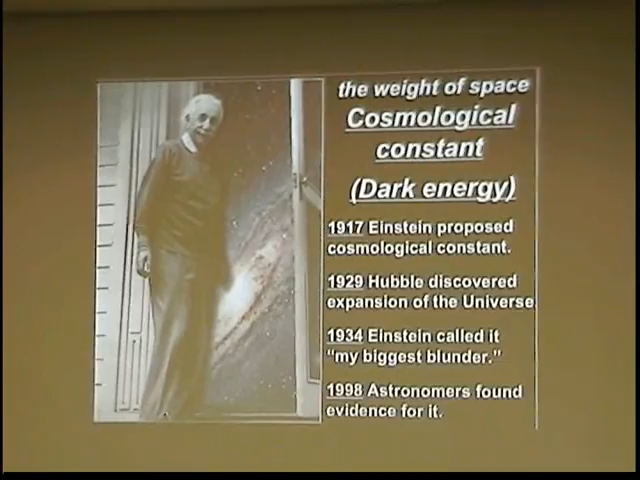 the weight of space
Cosmological
constant
(Dark energy)
1917 Einstein proposed
cosmological constant.
1929 Hubble discovered
expansion of the Universe
1934 Einstein called it
“my biggest blunder.”
1998 Astronomers found
evidence for it.